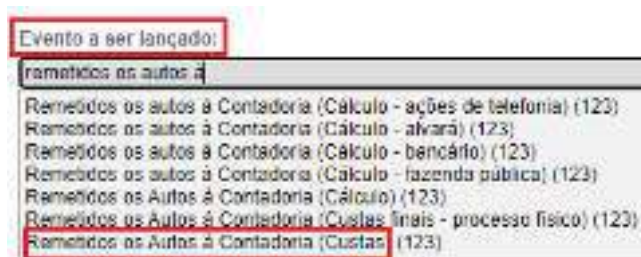 Evento a ser lançado:
remetidos os autos à
Remetidos os autos à Contadoria (Cálculo - ações de telefonia) (123)
Remetidos os autos à Contadoria (Cálculo - alvará) (123)
Remetidos os autos à Contadoria (Cálculo - bancário) (123)
Remetidos os autos à Contadoria (Cálculo - fazenda pública) (123)
Remetidos os Autos à Contadoria (Cálculo) (123)
Remetidos os Autos à Contadoria (Custas finais - processo físico) (123)
Remetidos os Autos à Contadoria (Custas) (123)